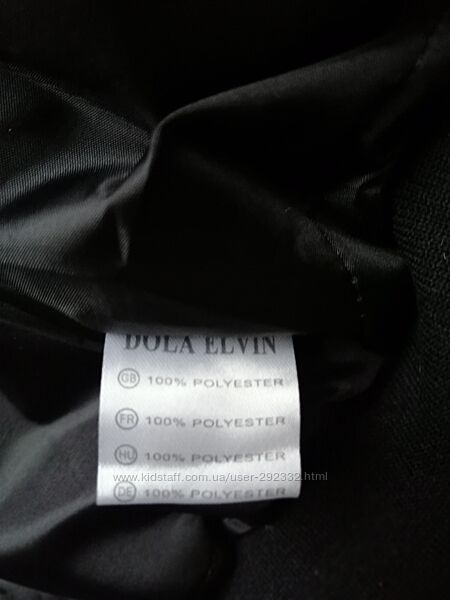 DOLA ELVIN
GB 100% POLYESTER
FR 100% POLYESTER
HU 100% POLYESTER
www.kidstaff.com.ua/user-292332.html
DE 100% POLYESTER